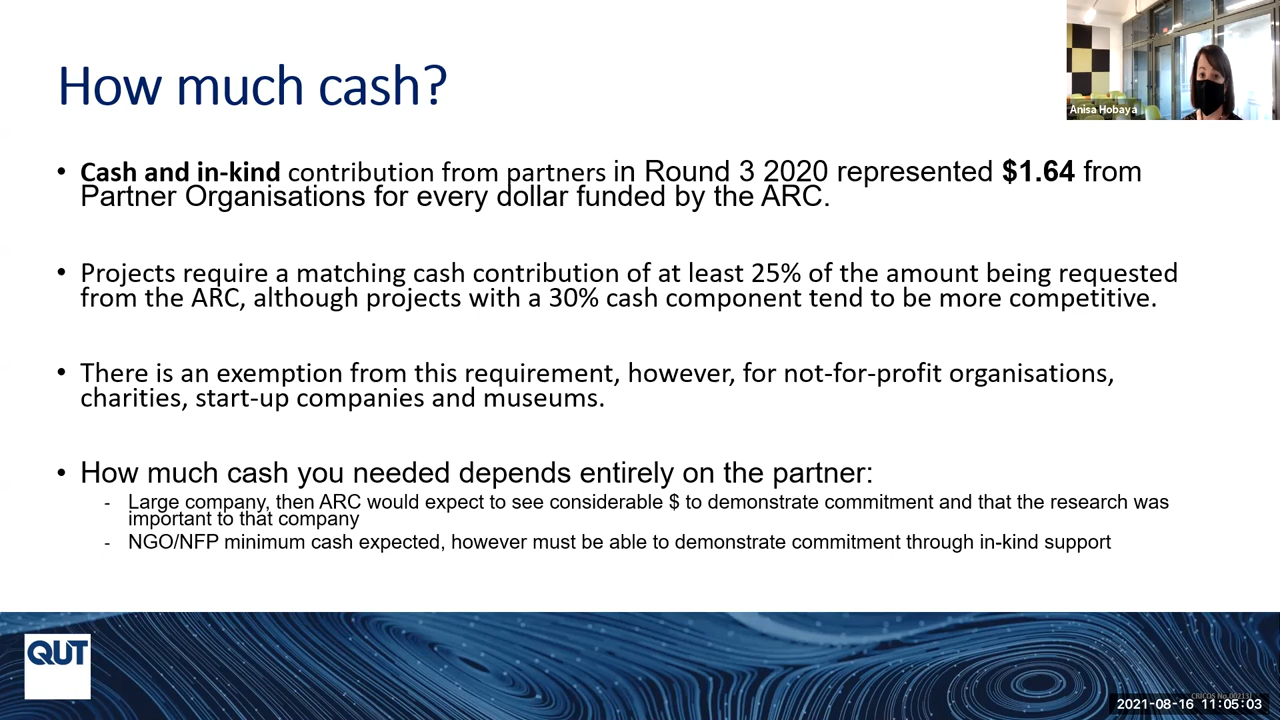 How much cash?
Anisa Hobaya
• Cash and in-kind contribution from partners in Round 3 2020 represented $1.64 from
Partner Organisations for every dollar funded by the ARC.
• Projects require a matching cash contribution of at least 25% of the amount being requested
from the ARC, although projects with a 30% cash component tend to be more competitive.
• There is an exemption from this requirement, however, for not-for-profit organisations,
charities, start-up companies and museums.
• How much cash you needed depends entirely on the partner:
- Large company, then ARC would expect to see considerable $ to demonstrate commitment and that the research was
important to that company
- NGO/NFP minimum cash expected, however must be able to demonstrate commitment through in-kind support
QUT
CRICOS No.
2021-08-16 11:05:03